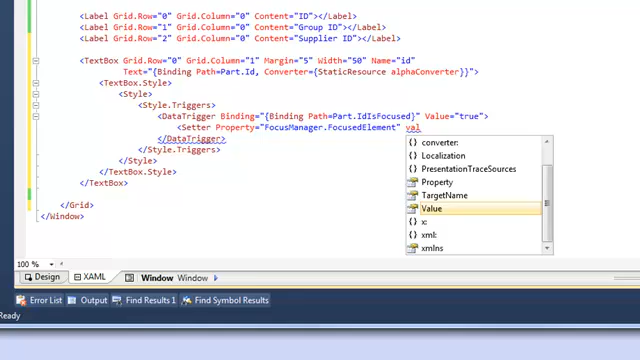 <Label Grid.Row="0" Grid.Column="0" Content="ID"></Label>
<Label Grid.Row="1" Grid.Column="0" Content="Group ID"></Label>
<Label Grid.Row="2" Grid.Column="0" Content="Supplier ID"></Label>
<TextBox Grid.Row="0" Grid.Column="1" Margin="5" Width="50" Name="id"
Text="{Binding Path=Part.Id, Converter={StaticResource alphaConverter}}">
<TextBox.Style>
<Style>
<Style.Triggers>
<DataTrigger Binding="{Binding Path=Part.IdIsFocused}" Value="true">
<Setter Property="FocusManager.FocusedElement" val
</DataTrigger>
</Style.Triggers>
</Style>
</TextBox.Style>
</TextBox>
</Grid>
</Window>
{} converter:
{} Localization
{} PresentationTraceSources
Property
TargetName
Value
{} x:
{} xml:
xmlns
100 %
Design
XAML
Window Window
Error List
Output
Find Results 1
Find Symbol Results
Ready